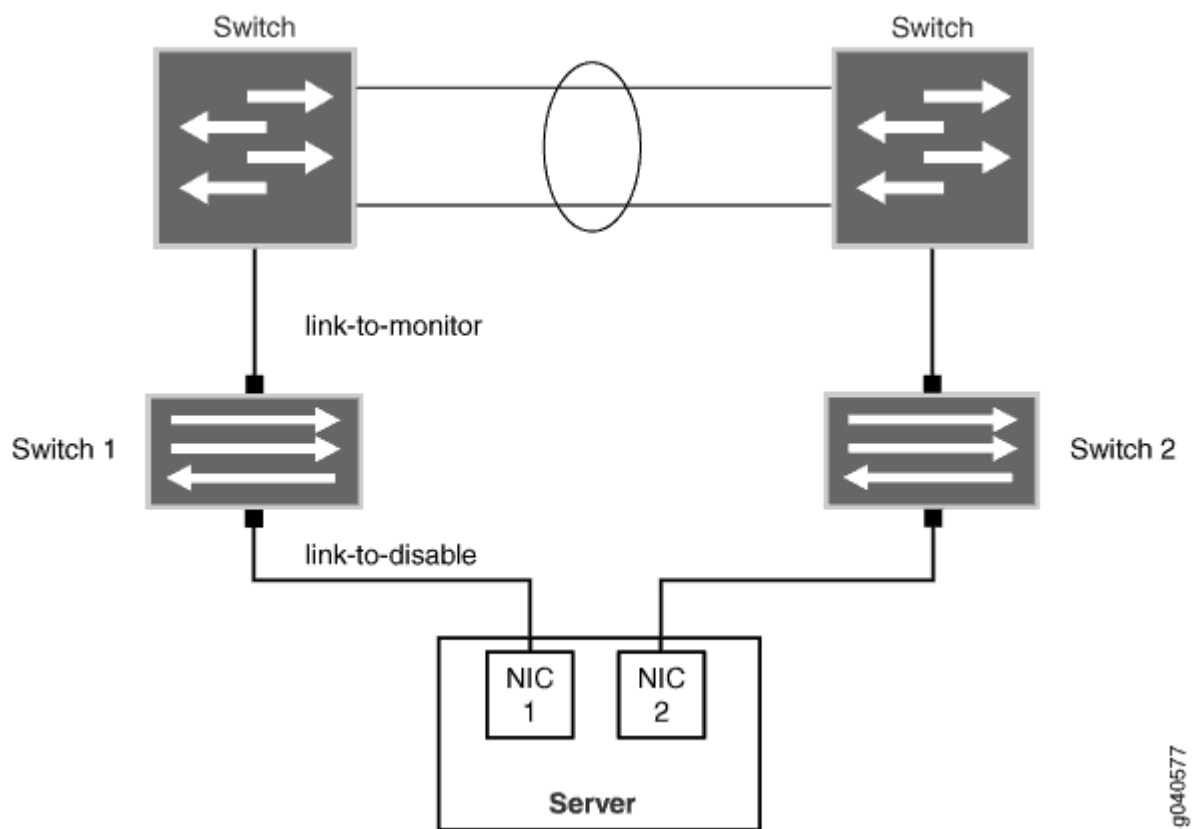 Switch
Switch
link-to-monitor
Switch 1
Switch 2
link-to-disable
NIC
1
NIC
2
Server
g040577